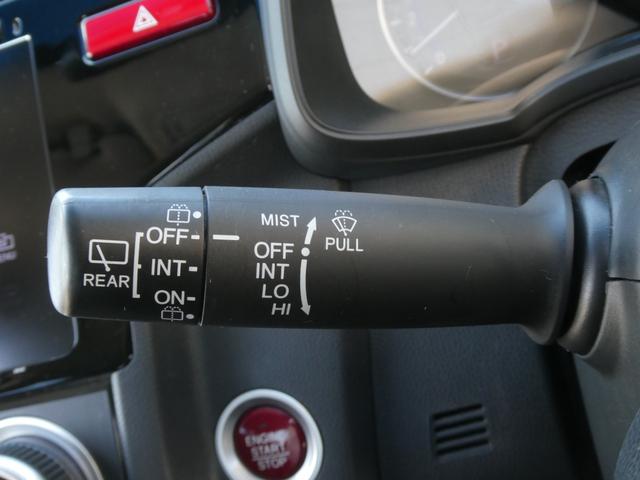 MIST
OFF
OFF
PULL
REAR
INT
INT
ON
LO
HI
ENGINE
START
STOP